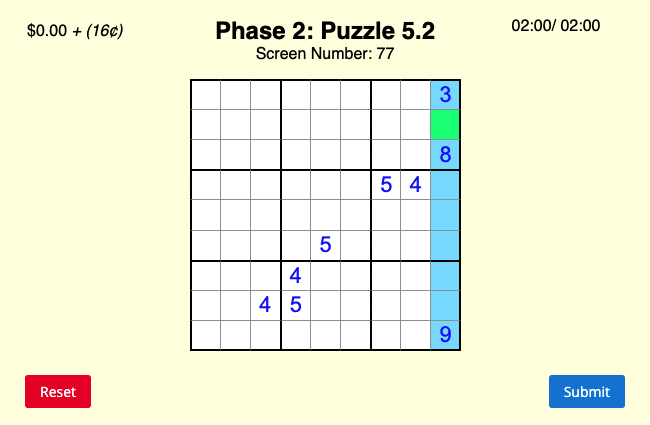 $0.00 + (16¢)
Phase 2: Puzzle 5.2
02:00/ 02:00
Screen Number: 77
3
8
5 4
5
4
4 5
9
Reset
Submit